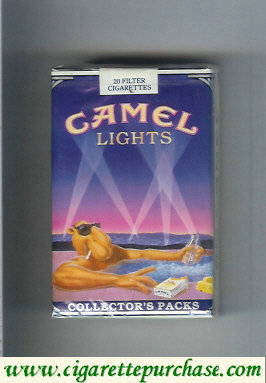 20 FILTER
CIGARETTES
CAMEL
LIGHTS
COLLECTOR'S PACKS
www.cigarettepurchase.com